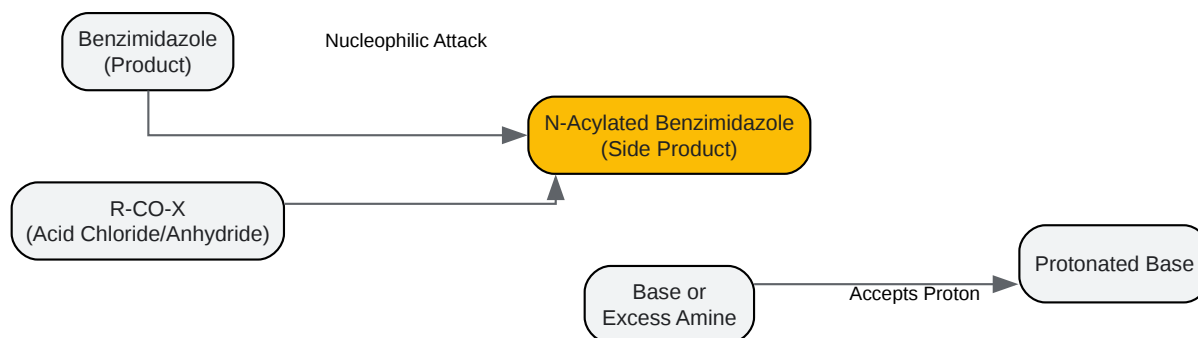 Benzimidazole
(Product)
Nucleophilic Attack
N-Acylated Benzimidazole
(Side Product)
R-CO-X
(Acid Chloride/Anhydride)
Protonated Base
Base or
Excess Amine
Accepts Proton